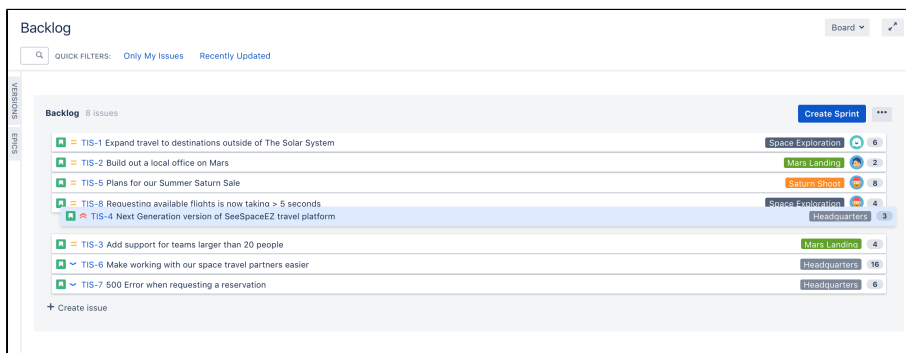 Backlog
Board
QUICK FILTERS: Only My Issues Recently Updated
VERSIONS
EPICS
Backlog 8 issues
Create Sprint
TIS-1 Expand travel to destinations outside of The Solar System Space Exploration 6
TIS-2 Build out a local office on Mars Mars Landing 2
TIS-5 Plans for our Summer Saturn Sale Saturn Shoot 8
TIS-8 Requesting available flights is now taking > 5 seconds Space Exploration 4
TIS-4 Next Generation version of SeeSpaceEZ travel platform Headquarters 3
TIS-3 Add support for teams larger than 20 people Mars Landing 4
TIS-6 Make working with our space travel partners easier Headquarters 16
TIS-7 500 Error when requesting a reservation Headquarters 6
+ Create issue